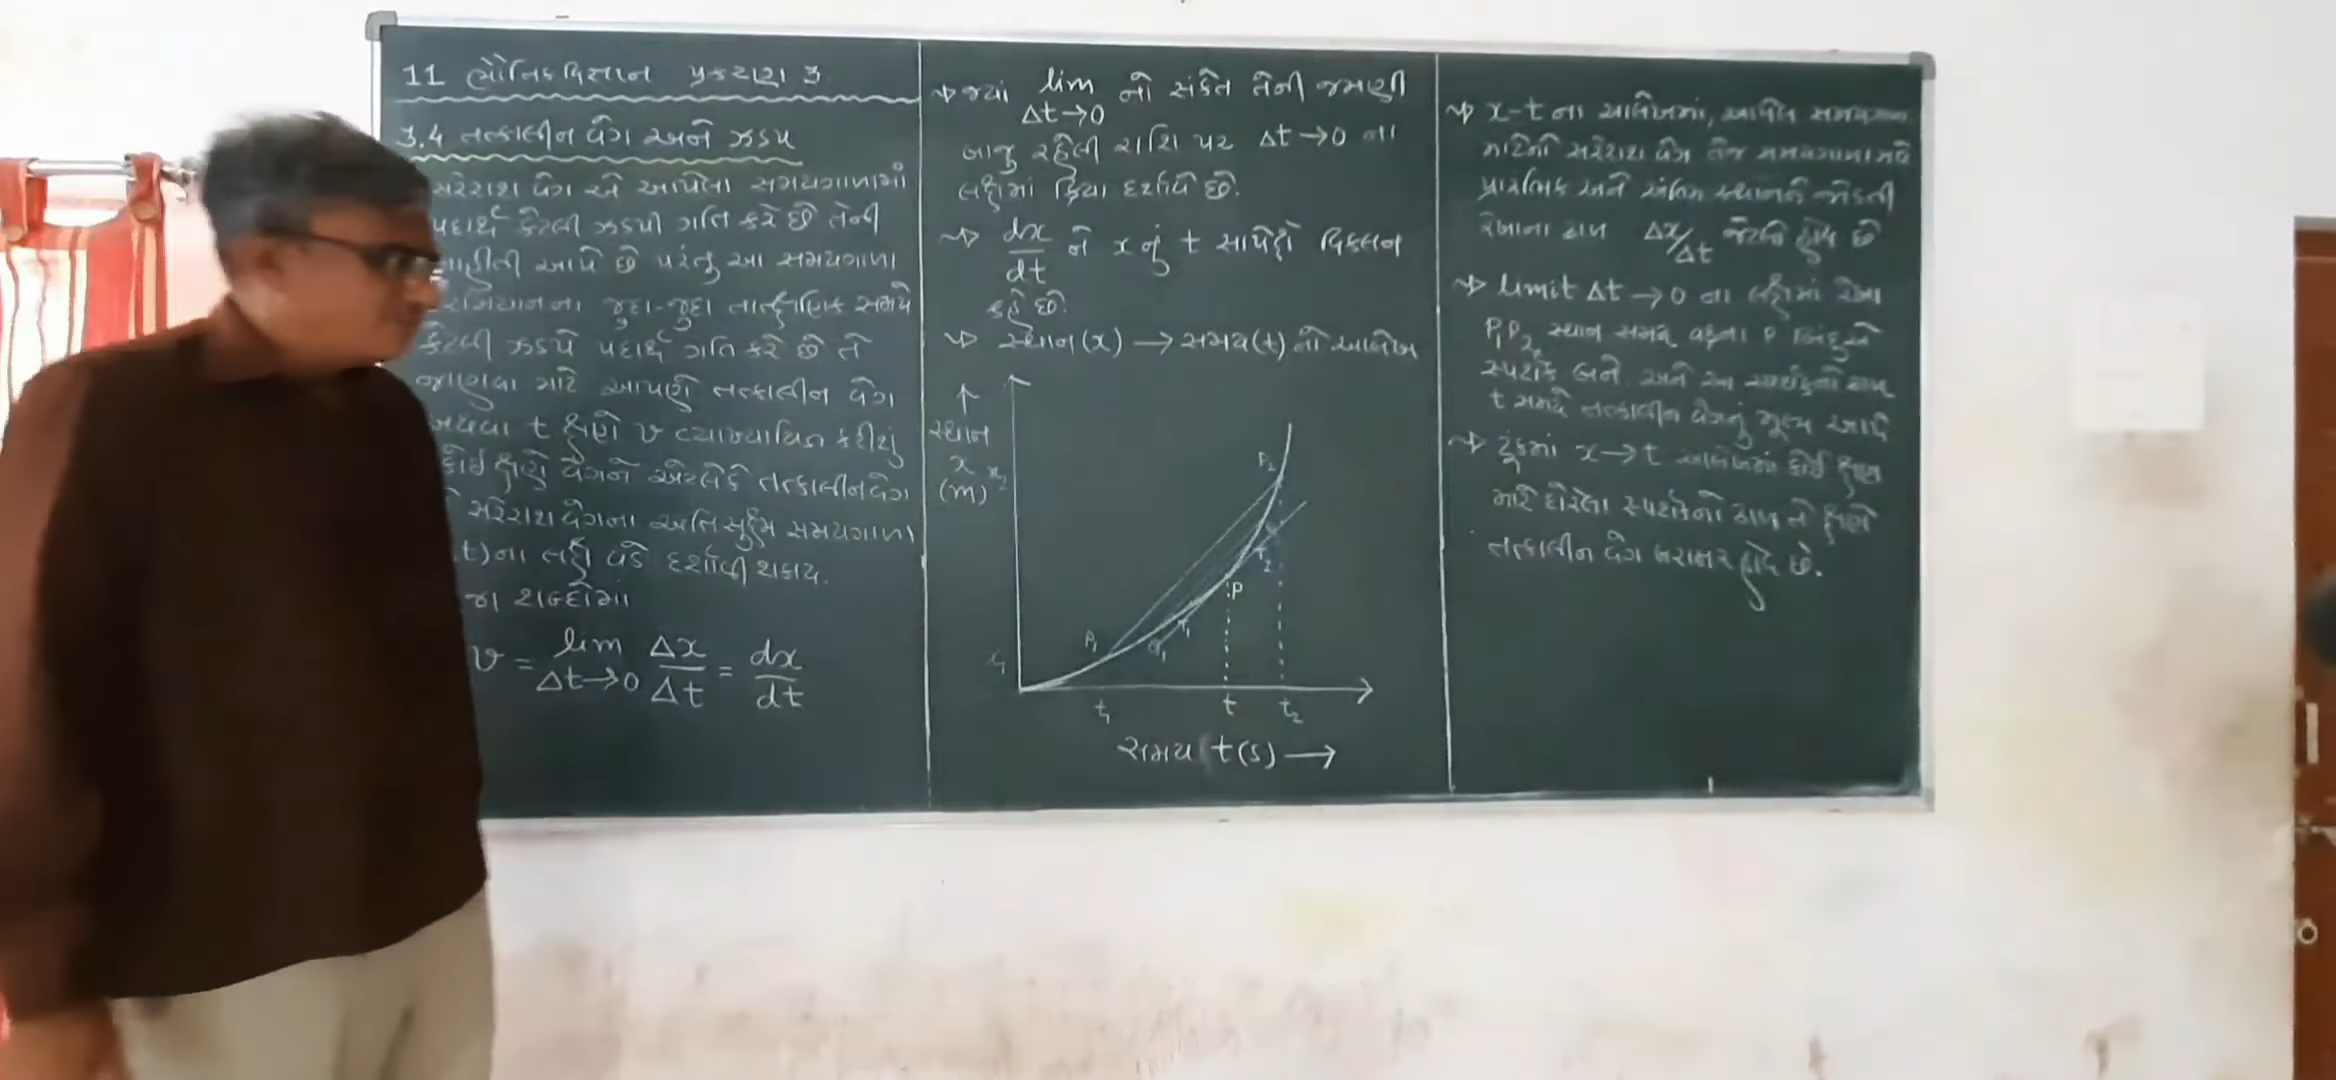 11 ભૌતિકવિજ્ઞાન પ્રકરણ 3
3.4 તત્કાલીન વેગ અને ઝડપ
સરેરાશ વેગ એ આપેલા સમયગાળામાં
પદાર્થ કેટલી ઝડપી ગતિ કરે છે તેની
આપે છે પરંતુ આ સમયગાળા
જુદા-જુદા તાત્ક્ષણિક સમયે
કેટલી ઝડપે પદાર્થ ગતિ કરે છે તે
જાણવા માટે આપણે તત્કાલીન વેગ
અથવા t ક્ષણે v વ્યાખ્યાયિત કરીશું
કોઈ ક્ષણે વેગને એટલેકે તત્કાલીનવેગ
સરેરાશ વેગના અતિસૂક્ષ્મ સમયગાળા
t)ના લક્ષ વડે દર્શાવી શકાય.
જા શબ્દોમાં
v = lim Δt→0 Δx/Δt = dx/dt
જ્યાં lim Δt→0 નો સંકેત તેની જમણી
બાજુ રહેલી રાશિ પર Δt→0 ના
લક્ષમાં ક્રિયા દર્શાવે છે.
dx/dt ને x નું t સાપેક્ષે વિકલન
કહે છે.
સ્થાન(x) → સમય(t) નો આલેખ
સ્થાન
x x₂
(m)
P₂
T₂
P
P₁
T₁
Q₁
x₁
t₁ t t₂
સમય t(s) →
x-t ના આલેખમાં, આપેલ સમયગાળા
માટેનો સરેરાશ વેગ તેજ સમયગાળા
પ્રારંભિક અને અંતિમ સ્થાનને જોડતી
રેખાના ઢાળ Δx/Δt જેટલો હોય છે
limit Δt→0 ના લક્ષમાં રેખા
P₁P₂ સ્થાન સમય વક્રના P બિંદુએ
સ્પર્શક બને અને આ સ્પર્શકનો ઢાળ
t સમયે તત્કાલીન વેગનું મૂલ્ય આપે
ટૂંકમાં x→t આલેખમાં કોઈ ક્ષણ
માટે દોરેલા સ્પર્શકનો ઢાળ તે ક્ષણે
તત્કાલીન વેગ બરાબર હોય છે.